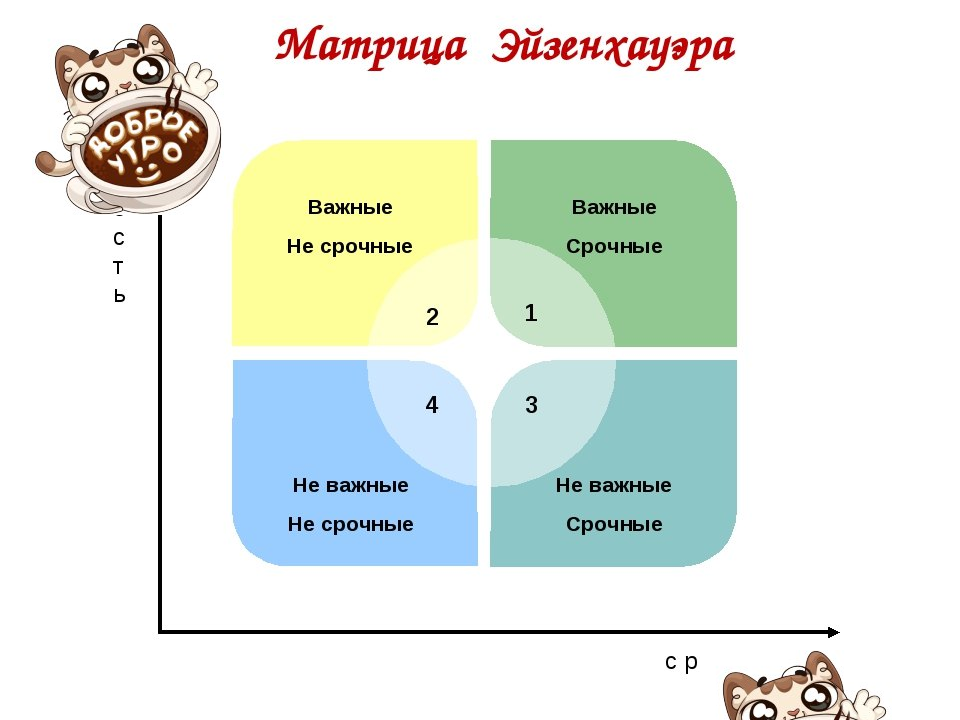 Матрица Эйзенхауэра
ДОБРОЕ
УТРО
Важные
Не срочные
2
Важные
Срочные
1
с
т
ь
4
Не важные
Не срочные
3
Не важные
Срочные
с р